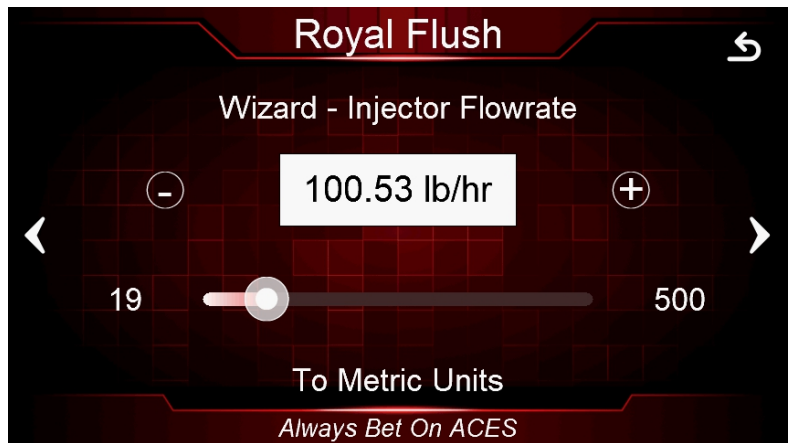 Royal Flush
Wizard - Injector Flowrate
- 100.53 lb/hr +
19 500
To Metric Units
Always Bet On ACES